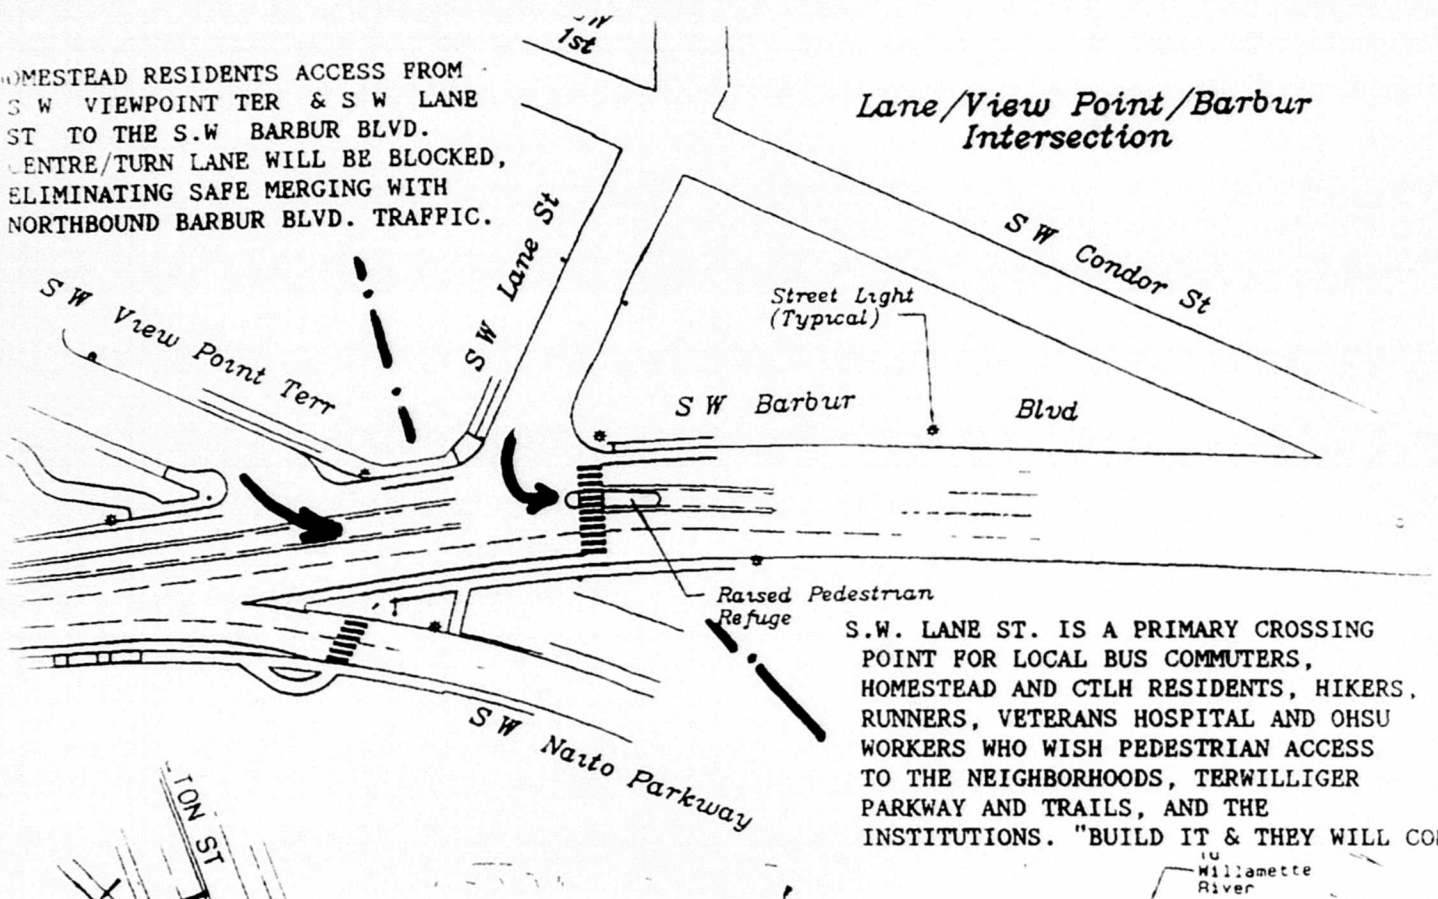 1st
OMESTEAD RESIDENTS ACCESS FROM
S W VIEWPOINT TER & S W LANE
ST TO THE S.W BARBUR BLVD.
CENTRE/TURN LANE WILL BE BLOCKED,
ELIMINATING SAFE MERGING WITH
NORTHBOUND BARBUR BLVD. TRAFFIC.
Lane/View Point/Barbur
Intersection
S W Lane St
S W Condor St
S W View Point Terr
Street Light
(Typical)
S W Barbur Blvd
Raised Pedestrian
Refuge
S.W. LANE ST. IS A PRIMARY CROSSING
POINT FOR LOCAL BUS COMMUTERS,
HOMESTEAD AND CTLH RESIDENTS, HIKERS,
RUNNERS, VETERANS HOSPITAL AND OHSU
WORKERS WHO WISH PEDESTRIAN ACCESS
TO THE NEIGHBORHOODS, TERWILLIGER
PARKWAY AND TRAILS, AND THE
INSTITUTIONS. "BUILD IT & THEY WILL CO
S W Naito Parkway
TON ST
Willamette
River